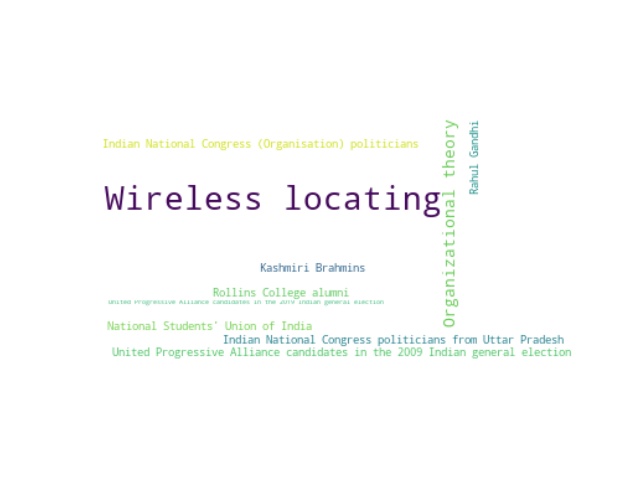 Indian National Congress (Organisation) politicians
Wireless locating
Organizational theory
Rahul Gandhi
Kashmiri Brahmins
Rollins College alumni
United Progressive Alliance candidates in the 2019 Indian general election
National Students' Union of India
Indian National Congress politicians from Uttar Pradesh
United Progressive Alliance candidates in the 2009 Indian general election